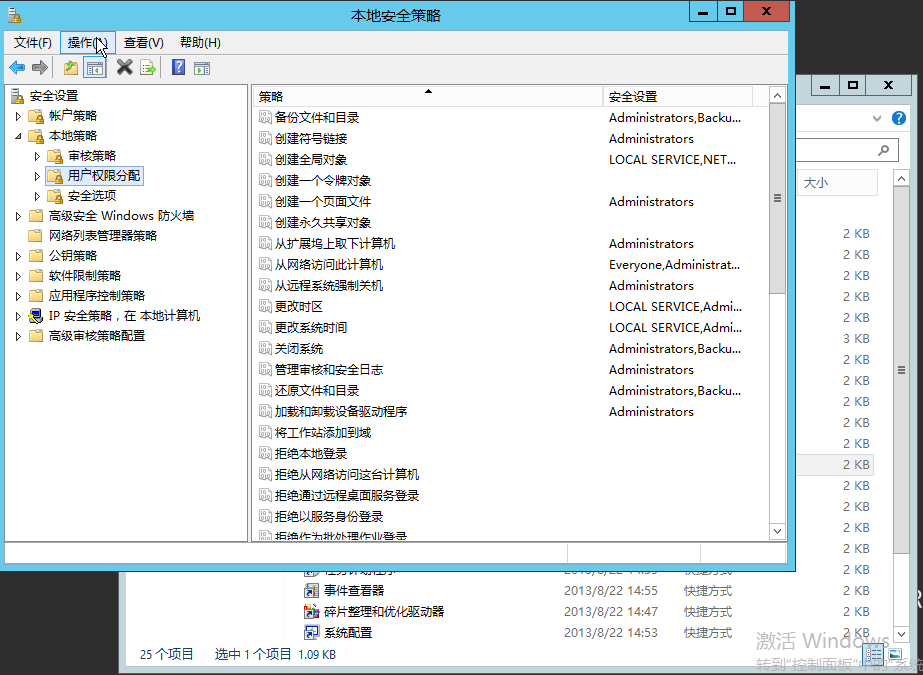 本地安全策略
文件(F) 操作(A) 查看(V) 帮助(H)
安全设置
帐户策略
本地策略
审核策略
用户权限分配
安全选项
高级安全 Windows 防火墙
网络列表管理器策略
公钥策略
软件限制策略
应用程序控制策略
IP 安全策略，在 本地计算机
高级审核策略配置
策略 安全设置
备份文件和目录 Administrators,Backu...
创建符号链接 Administrators
创建全局对象 LOCAL SERVICE,NET...
创建一个令牌对象
创建一个页面文件 Administrators
创建永久共享对象
从扩展坞上取下计算机 Administrators
从网络访问此计算机 Everyone,Administrat...
从远程系统强制关机 Administrators
更改时区 LOCAL SERVICE,Admi...
更改系统时间 LOCAL SERVICE,Admi...
关闭系统 Administrators,Backu...
管理审核和安全日志 Administrators
还原文件和目录 Administrators,Backu...
加载和卸载设备驱动程序 Administrators
将工作站添加到域
拒绝本地登录
拒绝从网络访问这台计算机
拒绝通过远程桌面服务登录
拒绝以服务身份登录
拒绝作为批处理作业登录
大小
2 KB
2 KB
2 KB
2 KB
2 KB
3 KB
2 KB
2 KB
2 KB
2 KB
2 KB
2 KB
2 KB
2 KB
2 KB
2 KB
2 KB
事件查看器 2013/8/22 14:55 快捷方式 2 KB
碎片整理和优化驱动器 2013/8/22 14:47 快捷方式 2 KB
系统配置 2013/8/22 14:53 快捷方式 2 KB
25 个项目 选中 1 个项目 1.09 KB
激活 Windows
转到"控制面板"中的"系统